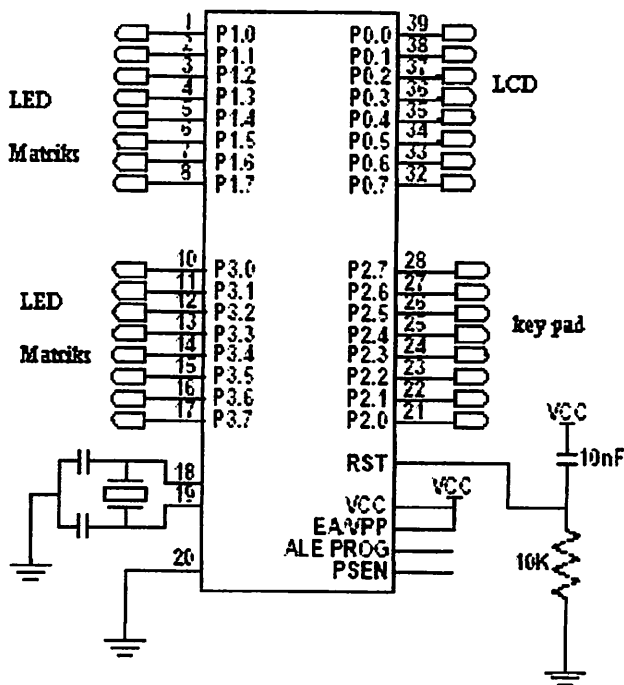 1 P1.0 P0.0 39
2 P1.1 P0.1 38
3 P1.2 P0.2 37
LED LCD
4 P1.3 P0.3 36
5 P1.4 P0.4 35
6 P1.5 P0.5 34
Matriks
7 P1.6 P0.6 33
8 P1.7 P0.7 32
10 P3.0 P2.7 28
11 P3.1 P2.6 27
LED
12 P3.2 P2.5 26
13 P3.3 P2.4 25
key pad
14 P3.4 P2.3 24
Matriks
15 P3.5 P2.2 23
16 P3.6 P2.1 22
17 P3.7 P2.0 21
VCC
10nF
RST
18
19
VCC
VCC
EA/VPP
ALE PROG
PSEN
10K
20